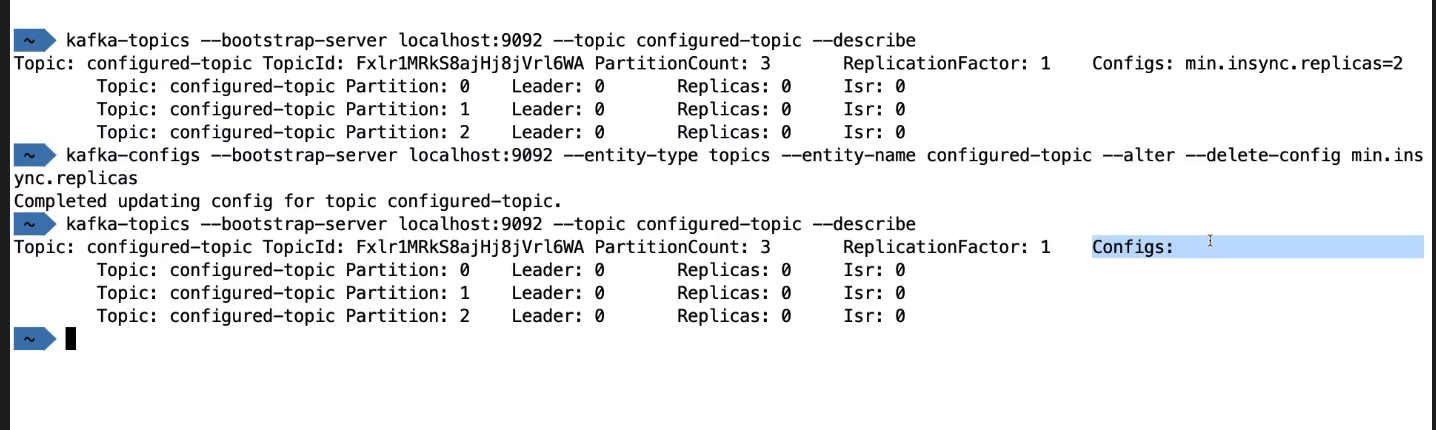 ~ kafka-topics --bootstrap-server localhost:9092 --topic configured-topic --describe
Topic: configured-topic TopicId: Fxlr1MRkS8ajHj8jVrl6WA PartitionCount: 3 ReplicationFactor: 1 Configs: min.insync.replicas=2
Topic: configured-topic Partition: 0 Leader: 0 Replicas: 0 Isr: 0
Topic: configured-topic Partition: 1 Leader: 0 Replicas: 0 Isr: 0
Topic: configured-topic Partition: 2 Leader: 0 Replicas: 0 Isr: 0
~ kafka-configs --bootstrap-server localhost:9092 --entity-type topics --entity-name configured-topic --alter --delete-config min.ins
ync.replicas
Completed updating config for topic configured-topic.
~ kafka-topics --bootstrap-server localhost:9092 --topic configured-topic --describe
Topic: configured-topic TopicId: Fxlr1MRkS8ajHj8jVrl6WA PartitionCount: 3 ReplicationFactor: 1 Configs:
Topic: configured-topic Partition: 0 Leader: 0 Replicas: 0 Isr: 0
Topic: configured-topic Partition: 1 Leader: 0 Replicas: 0 Isr: 0
Topic: configured-topic Partition: 2 Leader: 0 Replicas: 0 Isr: 0
~